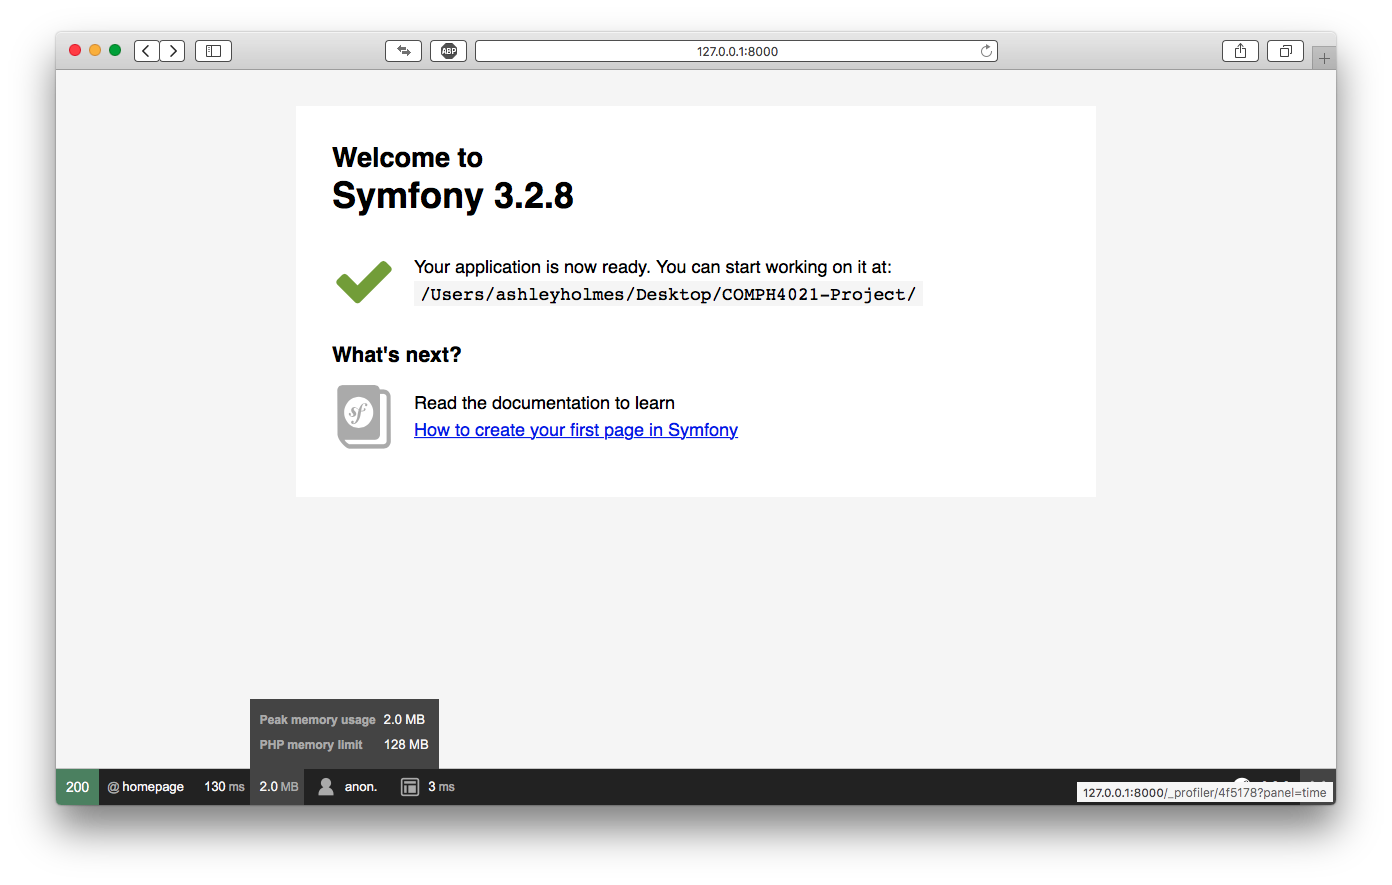 ABP
127.0.0.1:8000
Welcome to
Symfony 3.2.8
Your application is now ready. You can start working on it at:
/Users/ashleyholmes/Desktop/COMPH4021-Project/
What's next?
sf
Read the documentation to learn
How to create your first page in Symfony
Peak memory usage 2.0 MB
PHP memory limit 128 MB
200 @ homepage 130 ms 2.0 MB anon. 3 ms
127.0.0.1:8000/_profiler/4f5178?panel=time